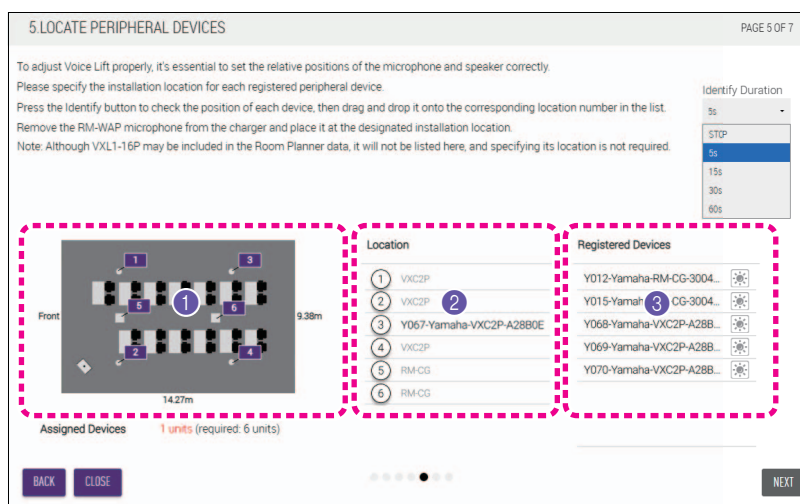 5.LOCATE PERIPHERAL DEVICES
PAGE 5 OF 7
To adjust Voice Lift properly, it's essential to set the relative positions of the microphone and speaker correctly.
Please specify the installation location for each registered peripheral device.
Press the Identify button to check the position of each device, then drag and drop it onto the corresponding location number in the list.
Remove the RM-WAP microphone from the charger and place it at the designated installation location.
Note: Although VXL1-16P may be included in the Room Planner data, it will not be listed here, and specifying its location is not required.
Identify Duration
5s
STOP
5s
15s
30s
60s
1
3
5
1
6
2
4
Front
9.38m
14.27m
Assigned Devices 1 units (required: 6 units)
Location
1 VXC2P
2 VXC2P
2
3 Y067-Yamaha-VXC2P-A28B0E
4 VXC2P
5 RM-CG
6 RM-CG
Registered Devices
Y012-Yamaha-RM-CG-3004...
Y015-Yamah CG-3004...
3
Y068-Yamaha-VXC2P-A28B...
Y069-Yamaha-VXC2P-A28B...
Y070-Yamaha-VXC2P-A28B...
BACK
CLOSE
NEXT